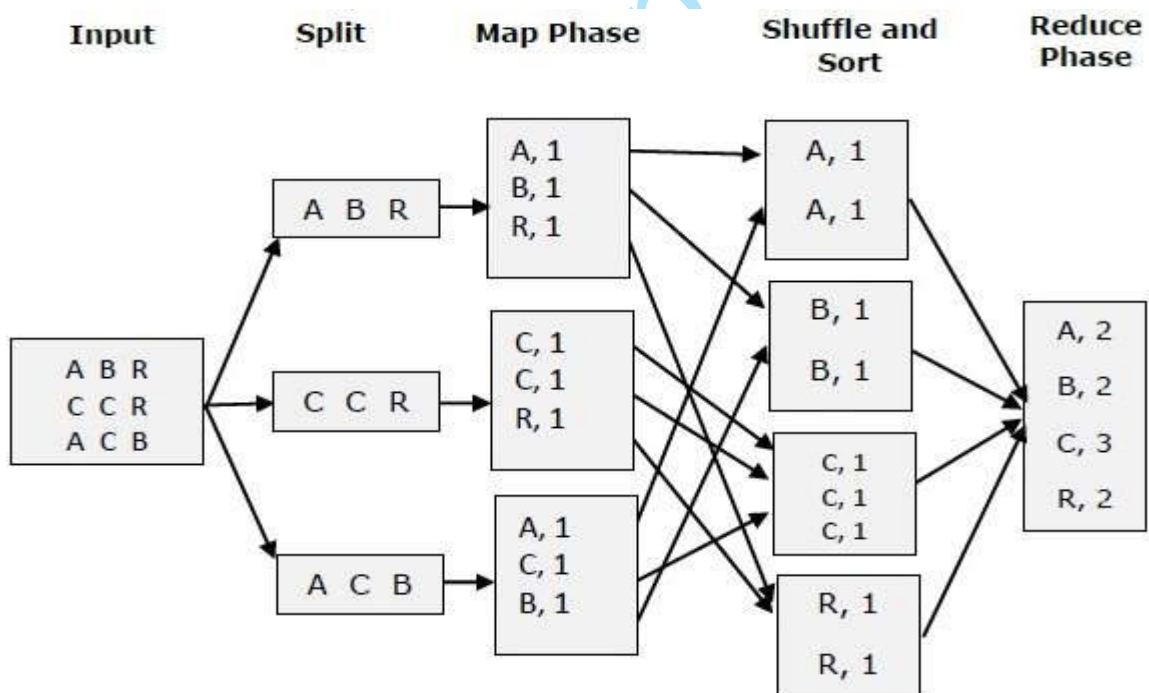 Input
Split
Map Phase
Shuffle and
Sort
Reduce
Phase
A B R
C C R
A C B
A B R
C C R
A C B
A, 1
B, 1
R, 1
C, 1
C, 1
R, 1
A, 1
C, 1
B, 1
A, 1
A, 1
B, 1
B, 1
C, 1
C, 1
C, 1
R, 1
R, 1
A, 2
B, 2
C, 3
R, 2